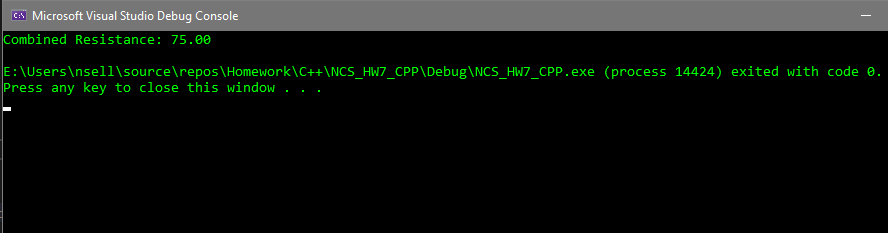 Microsoft Visual Studio Debug Console
Combined Resistance: 75.00
E:\Users\nsell\source\repos\Homework\C++\NCS_HW7_CPP\Debug\NCS_HW7_CPP.exe (process 14424) exited with code 0.
Press any key to close this window . . .